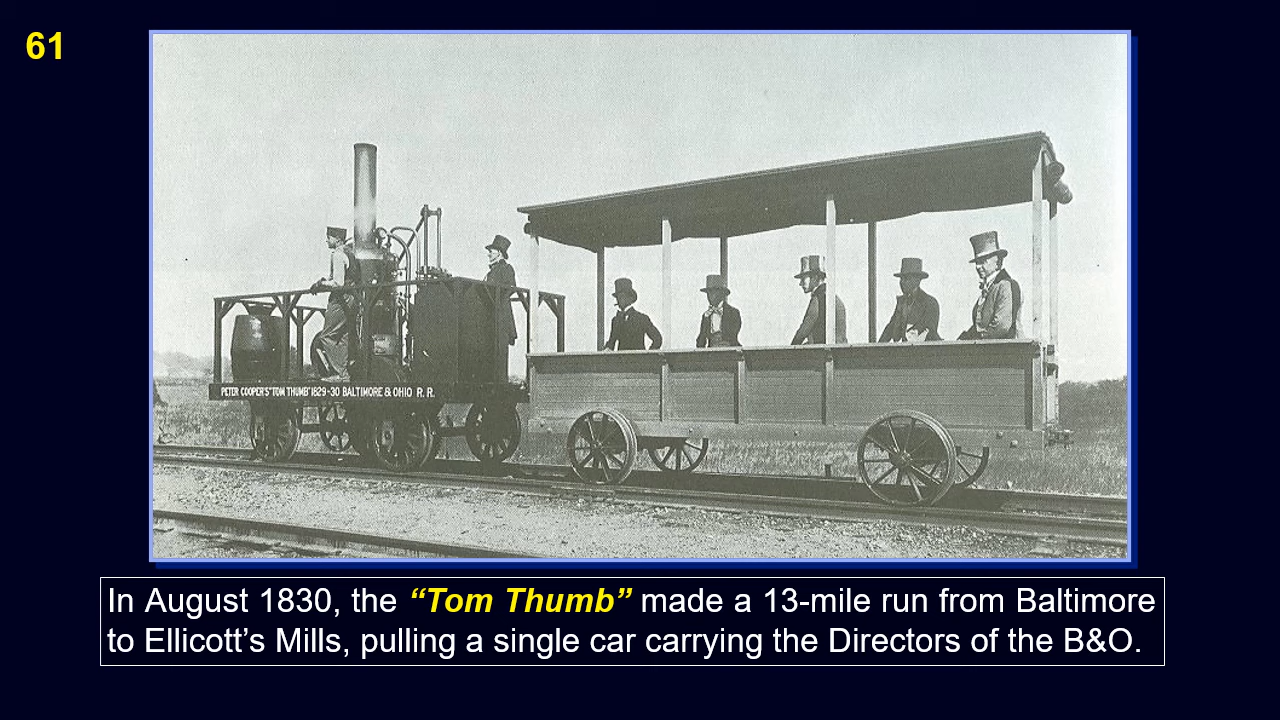 61
PETER COOPER'S "TOM THUMB" 1829-30 BALTIMORE & OHIO R. R.
In August 1830, the “Tom Thumb” made a 13-mile run from Baltimore
to Ellicott’s Mills, pulling a single car carrying the Directors of the B&O.